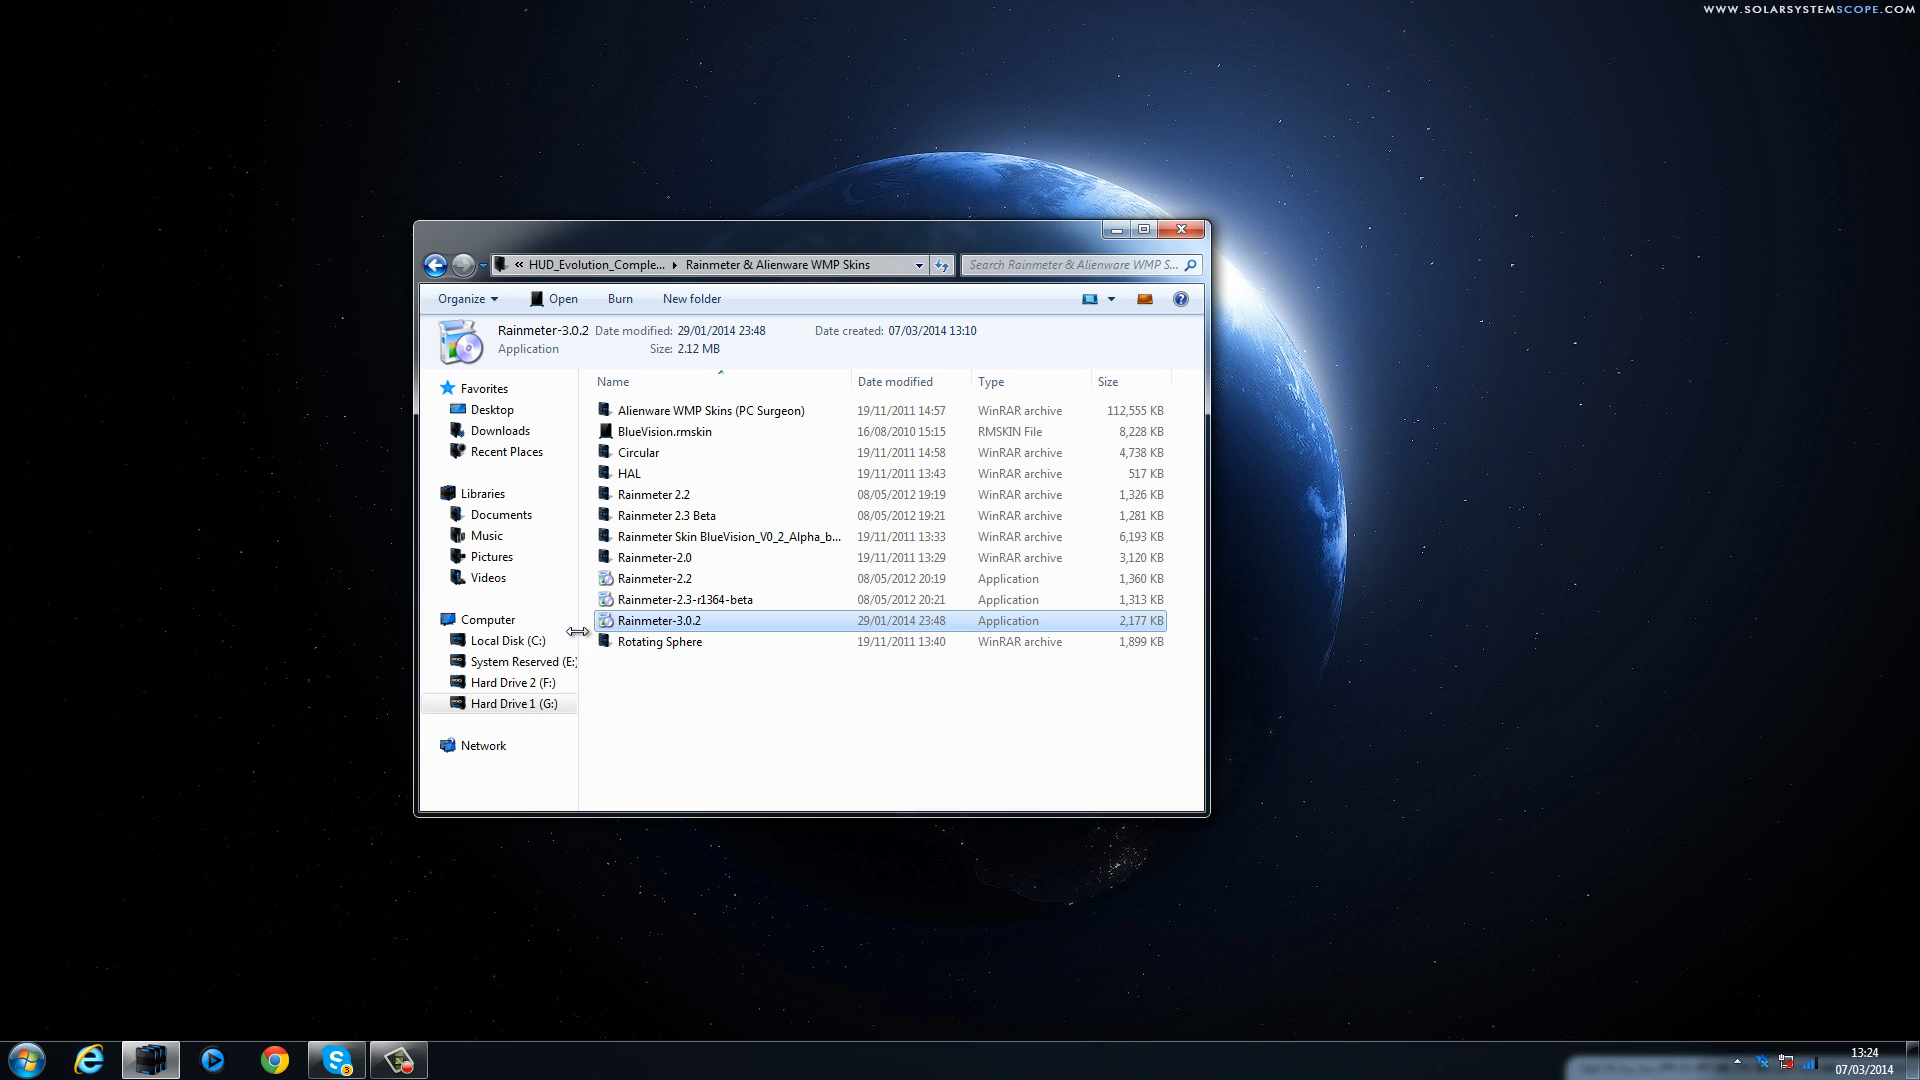 WWW.SOLARSYSTEMSCOPE.COM
« HUD_Evolution_Comple... Rainmeter & Alienware WMP Skins Search Rainmeter & Alienware WMP S...
Organize Open Burn New folder
Rainmeter-3.0.2 Date modified: 29/01/2014 23:48 Date created: 07/03/2014 13:10
Application Size: 2.12 MB
Favorites
Desktop
Downloads
Recent Places
Libraries
Documents
Music
Pictures
Videos
Computer
Local Disk (C:)
System Reserved (E:)
Hard Drive 2 (F:)
Hard Drive 1 (G:)
Network
Name Date modified Type Size
Alienware WMP Skins (PC Surgeon) 19/11/2011 14:57 WinRAR archive 112,555 KB
BlueVision.rmskin 16/08/2010 15:15 RMSKIN File 8,228 KB
Circular 19/11/2011 14:58 WinRAR archive 4,738 KB
HAL 19/11/2011 13:43 WinRAR archive 517 KB
Rainmeter 2.2 08/05/2012 19:19 WinRAR archive 1,326 KB
Rainmeter 2.3 Beta 08/05/2012 19:21 WinRAR archive 1,281 KB
Rainmeter Skin BlueVision_V0_2_Alpha_b... 19/11/2011 13:33 WinRAR archive 6,193 KB
Rainmeter-2.0 19/11/2011 13:29 WinRAR archive 3,120 KB
Rainmeter-2.2 08/05/2012 20:19 Application 1,360 KB
Rainmeter-2.3-r1364-beta 08/05/2012 20:21 Application 1,313 KB
Rainmeter-3.0.2 29/01/2014 23:48 Application 2,177 KB
Rotating Sphere 19/11/2011 13:40 WinRAR archive 1,899 KB
3
13:24
07/03/2014